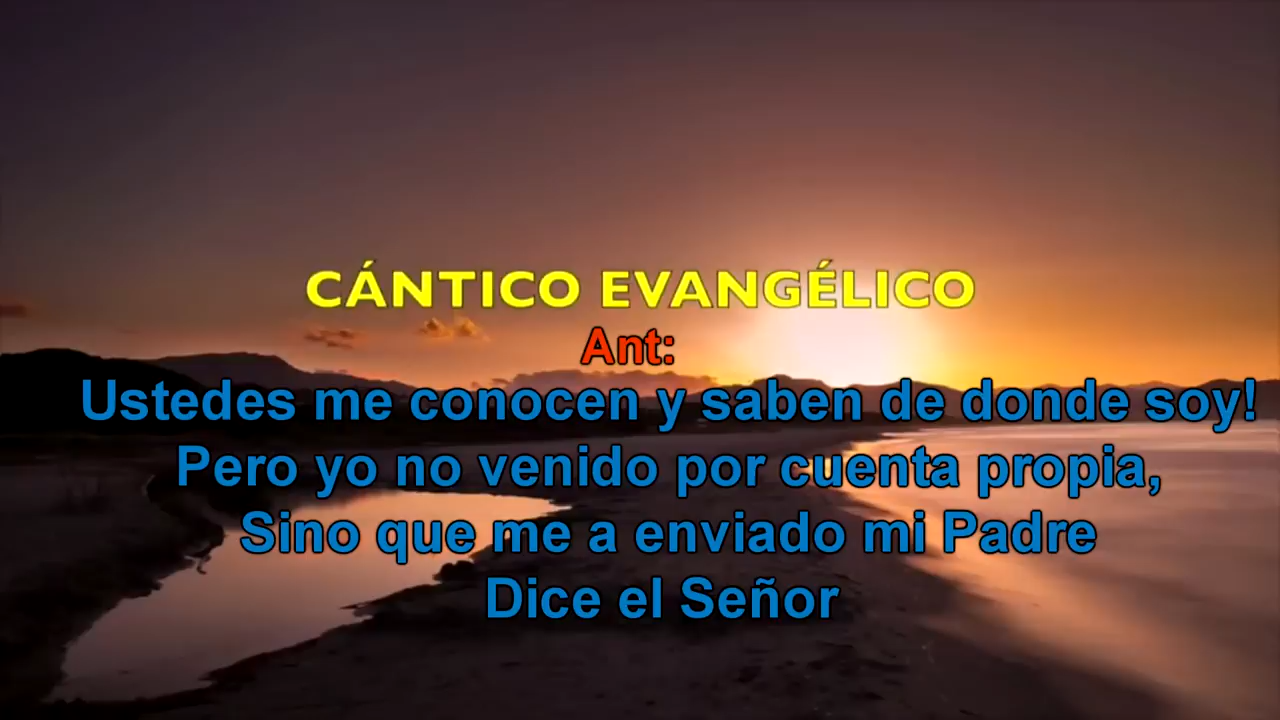 CÁNTICO EVANGÉLICO
Ant:
Ustedes me conocen y saben de donde soy!
Pero yo no venido por cuenta propia,
Sino que me a enviado mi Padre
Dice el Señor